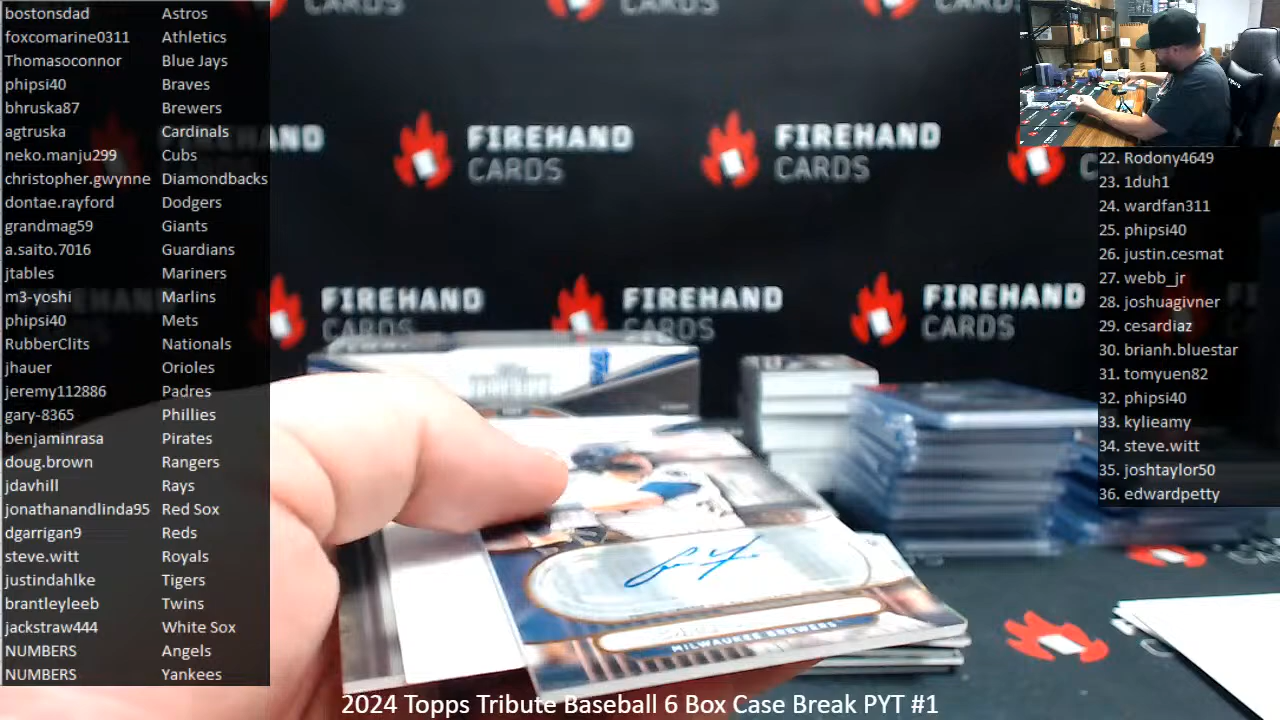 bostonsdad Astros
foxcomarine0311 Athletics
Thomasoconnor Blue Jays
phipsi40 Braves
bhruska87 Brewers
agtruska Cardinals
neko.manju299 Cubs
christopher.gwynne Diamondbacks
dontae.rayford Dodgers
grandmag59 Giants
a.saito.7016 Guardians
jtables Mariners
m3-yoshi Marlins
phipsi40 Mets
RubberClits Nationals
jhauer Orioles
jeremy112886 Padres
gary-8365 Phillies
benjaminrasa Pirates
doug.brown Rangers
jdavhill Rays
jonathanandlinda95 Red Sox
dgarrigan9 Reds
steve.witt Royals
justindahlke Tigers
brantleyleeb Twins
jackstraw444 White Sox
NUMBERS Angels
NUMBERS Yankees
CARDS
CARDS
CARDS
HAND
FIREHAND
CARDS
FIREHAND
CARDS
FIREHAND
CARDS
FIREHAND
CARDS
FIREHAND
CARDS
TRIBUTE
MILWAUKEE BREWERS
22. Rodony4649
23. 1duh1
24. wardfan311
25. phipsi40
26. justin.cesmat
27. webb_jr
28. joshuagivner
29. cesardiaz
30. brianh.bluestar
31. tomyuen82
32. phipsi40
33. kylieamy
34. steve.witt
35. joshtaylor50
36. edwardpetty
2024 Topps Tribute Baseball 6 Box Case Break PYT #1